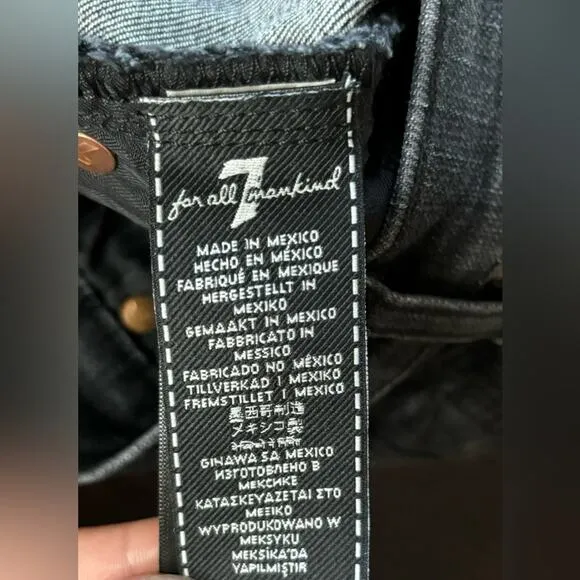 for all 7 mankind
MADE IN MEXICO
HECHO EN MÉXICO
FABRIQUÉ EN MEXIQUE
HERGESTELLT IN
MEXIKO
GEMAAKT IN MEXICO
FABBRICATO IN
MESSICO
FABRICADO NO MÉXICO
TILLVERKAD I MEXIKO
FREMSTILLET I MEXICO
墨西哥制造
メキシコ製
GINAWA SA MEXICO
ИЗГОТОВЛЕНО В
МЕКСИКЕ
ΚΑΤΑΣΚΕΥΑΖΕΤΑΙ ΣΤΟ
ΜΕΞΙΚΟ
WYPRODUKOWANO W
MEKSYKU
MEKSİKA'DA
YAPILMIŞTIR